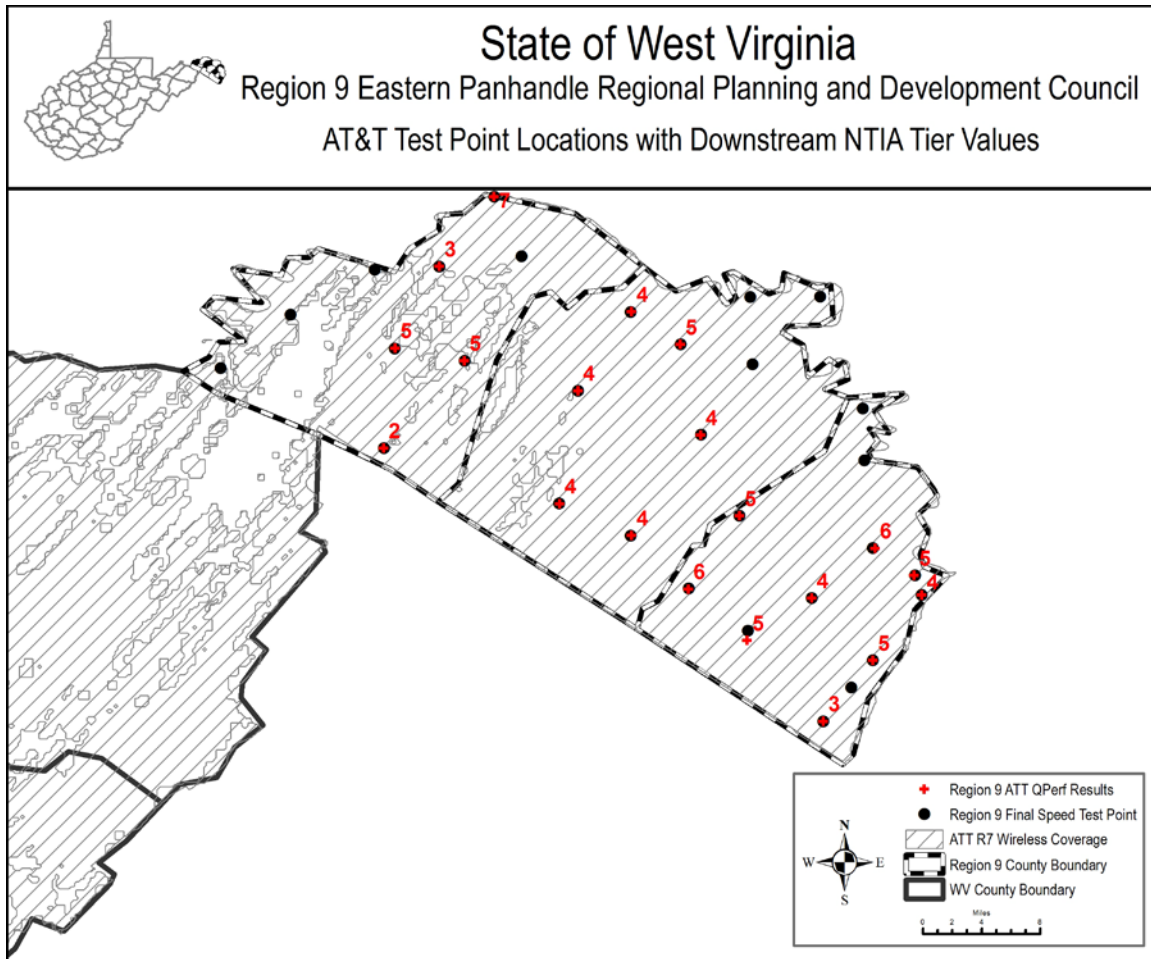 State of West Virginia
Region 9 Eastern Panhandle Regional Planning and Development Council
AT&T Test Point Locations with Downstream NTIA Tier Values
7
3
4
5
5
5
4
4
2
4
5
4
6
5
6
4
4
5
5
3
Region 9 ATT QPerf Results
Region 9 Final Speed Test Point
ATT R7 Wireless Coverage
Region 9 County Boundary
WV County Boundary
N
W
E
S
Miles
0 2 4 8